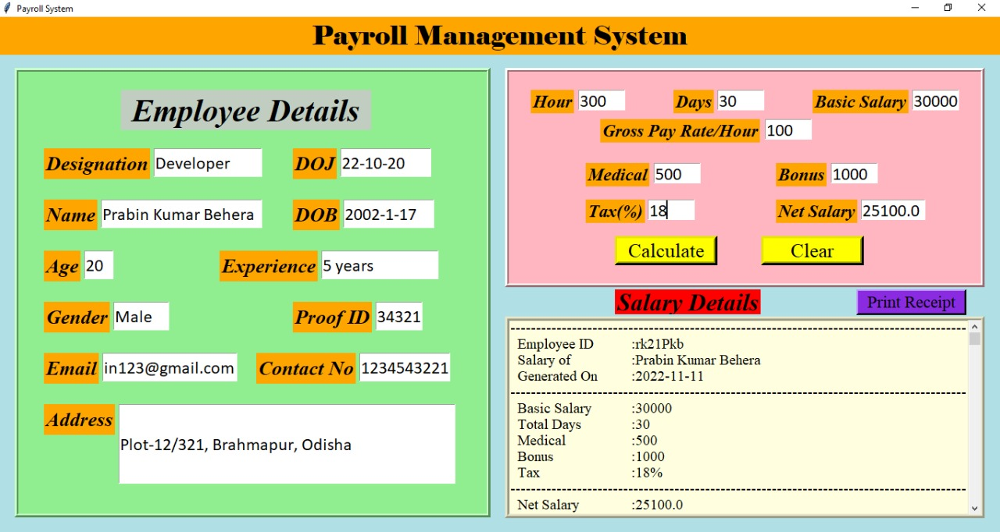 Payroll System
Payroll Management System
Employee Details
Designation Developer DOJ 22-10-20
Name Prabin Kumar Behera DOB 2002-1-17
Age 20 Experience 5 years
Gender Male Proof ID 34321
Email in123@gmail.com Contact No 1234543221
Address Plot-12/321, Brahmapur, Odisha
Hour 300 Days 30 Basic Salary 30000
Gross Pay Rate/Hour 100
Medical 500 Bonus 1000
Tax(%) 18 Net Salary 25100.0
Calculate Clear
Salary Details Print Receipt
Employee ID :rk21Pkb
Salary of :Prabin Kumar Behera
Generated On :2022-11-11
Basic Salary :30000
Total Days :30
Medical :500
Bonus :1000
Tax :18%
Net Salary :25100.0